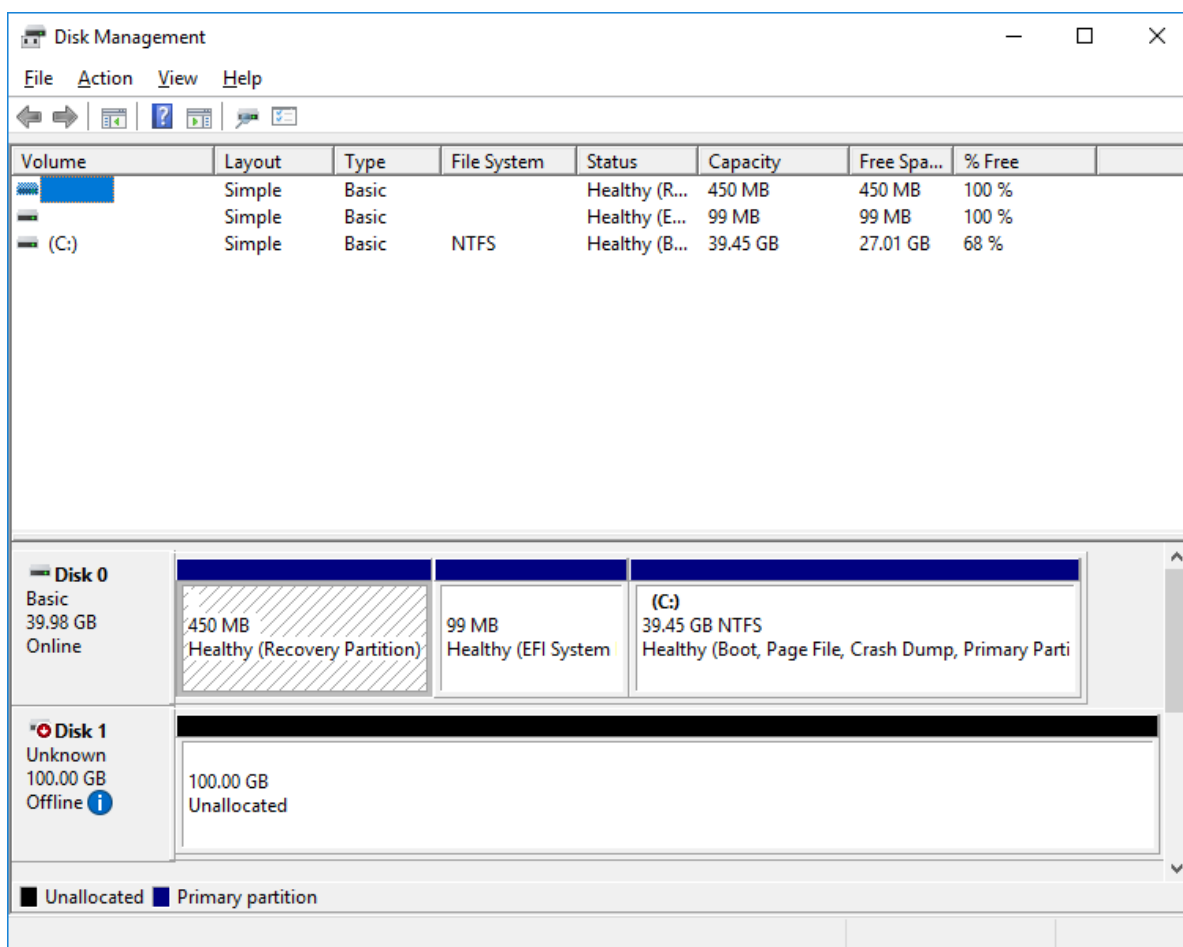 Disk Management
File Action View Help
Volume Layout Type File System Status Capacity Free Spa... % Free
Simple Basic Healthy (R... 450 MB 450 MB 100 %
Simple Basic Healthy (E... 99 MB 99 MB 100 %
(C:) Simple Basic NTFS Healthy (B... 39.45 GB 27.01 GB 68 %
Disk 0
Basic
39.98 GB
Online
450 MB
Healthy (Recovery Partition)
99 MB
Healthy (EFI System
(C:)
39.45 GB NTFS
Healthy (Boot, Page File, Crash Dump, Primary Parti
Disk 1
Unknown
100.00 GB
Offline
100.00 GB
Unallocated
Unallocated Primary partition